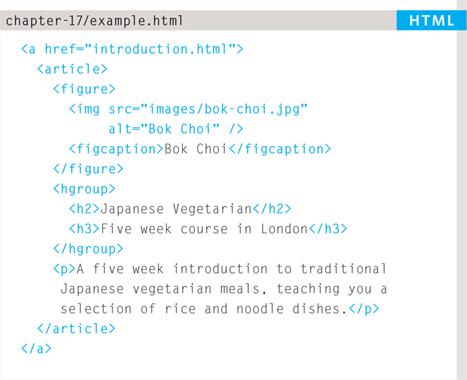 chapter-17/example.html HTML
<a href="introduction.html">
<article>
<figure>
<img src="images/bok-choi.jpg"
alt="Bok Choi" />
<figcaption>Bok Choi</figcaption>
</figure>
<hgroup>
<h2>Japanese Vegetarian</h2>
<h3>Five week course in London</h3>
</hgroup>
<p>A five week introduction to traditional
Japanese vegetarian meals, teaching you a
selection of rice and noodle dishes.</p>
</article>
</a>